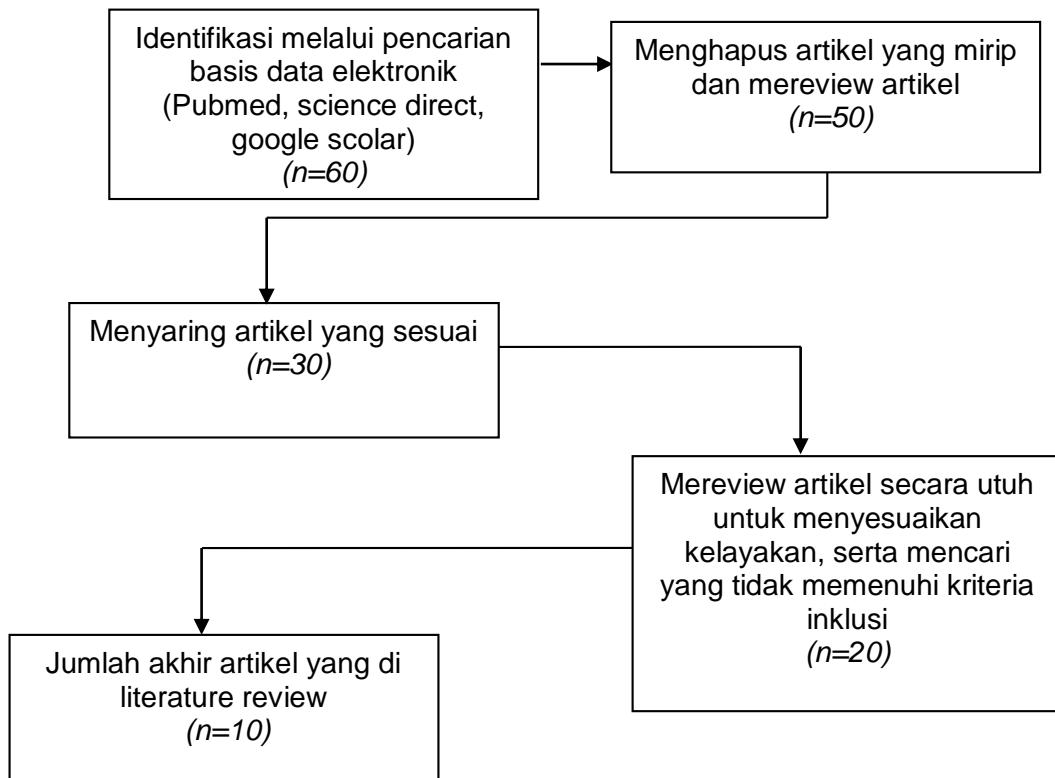 Identifikasi melalui pencarian
basis data elektronik
(Pubmed, science direct,
google scolar)
(n=60)
Menghapus artikel yang mirip
dan mereview artikel
(n=50)
Menyaring artikel yang sesuai
(n=30)
Mereview artikel secara utuh
untuk menyesuaikan
kelayakan, serta mencari
yang tidak memenuhi kriteria
inklusi
(n=20)
Jumlah akhir artikel yang di
literature review
(n=10)